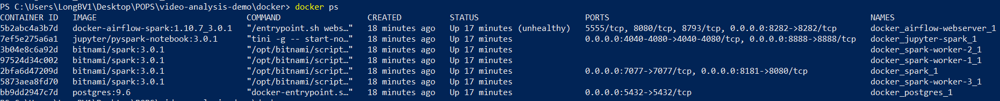 PS C:\Users\LongBV1\Desktop\POPS\video-analysis-demo\docker> docker ps
CONTAINER ID   IMAGE                             COMMAND                  CREATED          STATUS                      PORTS                                                      NAMES
5b2abc4a3b7d   docker-airflow-spark:1.10.7_3.0.1   "/entrypoint.sh webs…"   18 minutes ago   Up 17 minutes (unhealthy)   5555/tcp, 8080/tcp, 8793/tcp, 0.0.0.0:8282->8282/tcp       docker_airflow-webserver_1
7ef5e275a6a1   jupyter/pyspark-notebook:3.0.1      "tini -g -- start-no…"   18 minutes ago   Up 17 minutes               0.0.0.0:4040-4080->4040-4080/tcp, 0.0.0.0:8888->8888/tcp   docker_jupyter-spark_1
3b04e8c6a92d   bitnami/spark:3.0.1                 "/opt/bitnami/script…"   18 minutes ago   Up 17 minutes                                                                          docker_spark-worker-2_1
97524d34c002   bitnami/spark:3.0.1                 "/opt/bitnami/script…"   18 minutes ago   Up 17 minutes                                                                          docker_spark-worker-1_1
2bfa6d47209d   bitnami/spark:3.0.1                 "/opt/bitnami/script…"   18 minutes ago   Up 17 minutes               0.0.0.0:7077->7077/tcp, 0.0.0.0:8181->8080/tcp             docker_spark_1
5873aea8fd70   bitnami/spark:3.0.1                 "/opt/bitnami/script…"   18 minutes ago   Up 17 minutes                                                                          docker_spark-worker-3_1
bb9dd2947c7d   postgres:9.6                        "docker-entrypoint.s…"   18 minutes ago   Up 17 minutes               0.0.0.0:5432->5432/tcp                                     docker_postgres_1